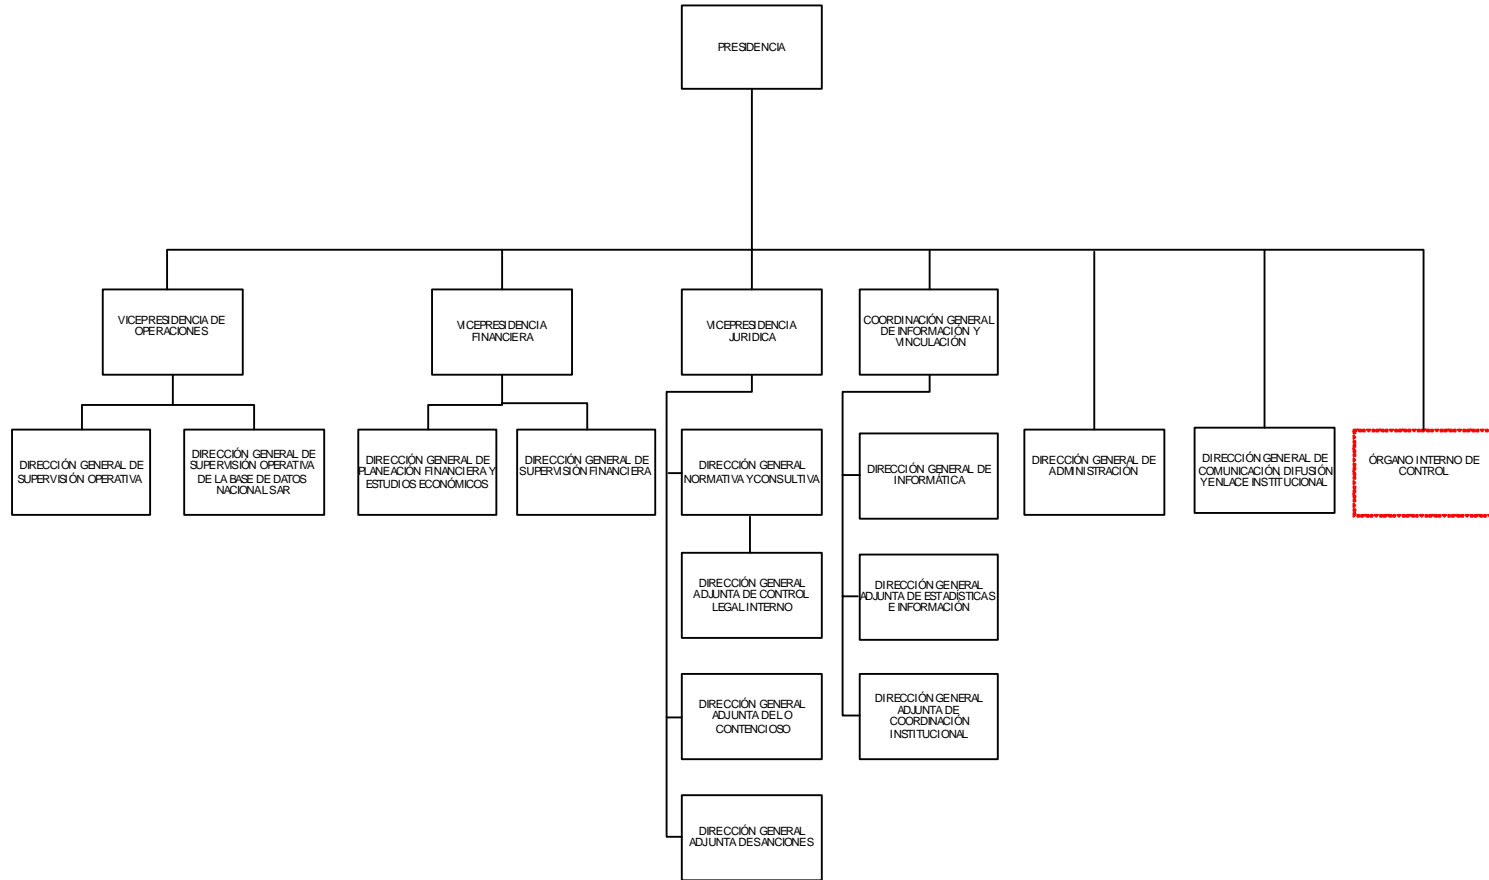 PRESIDENCIA
VICEPRESIDENCIA DE
OPERACIONES
VICEPRESIDENCIA
FINANCIERA
VICEPRESIDENCIA
JURIDICA
COORDINACIÓN GENERAL
DE INFORMACIÓN Y
VINCULACIÓN
DIRECCIÓN GENERAL DE
SUPERVISIÓN OPERATIVA
DIRECCIÓN GENERAL DE
SUPERVISIÓN OPERATIVA
DE LA BASE DE DATOS
NACIONAL SAR
DIRECCIÓN GENERAL DE
PLANEACIÓN FINANCIERA Y
ESTUDIOS ECONÓMICOS
DIRECCIÓN GENERAL DE
SUPERVISIÓN FINANCIERA
DIRECCIÓN GENERAL
NORMATIVA Y CONSULTIVA
DIRECCIÓN GENERAL DE
INFORMÁTICA
DIRECCIÓN GENERAL DE
ADMINISTRACIÓN
DIRECCIÓN GENERAL DE
COMUNICACIÓN DIFUSIÓN
Y ENLACE INSTITUCIONAL
ÓRGANO INTERNO DE
CONTROL
DIRECCIÓN GENERAL
ADJUNTA DE CONTROL
LEGAL INTERNO
DIRECCIÓN GENERAL
ADJUNTA DE ESTADÍSTICAS
E INFORMACIÓN
DIRECCIÓN GENERAL
ADJUNTA DE LO
CONTENCIOSO
DIRECCIÓN GENERAL
ADJUNTA DE
COORDINACIÓN
INSTITUCIONAL
DIRECCIÓN GENERAL
ADJUNTA DE SANCIONES